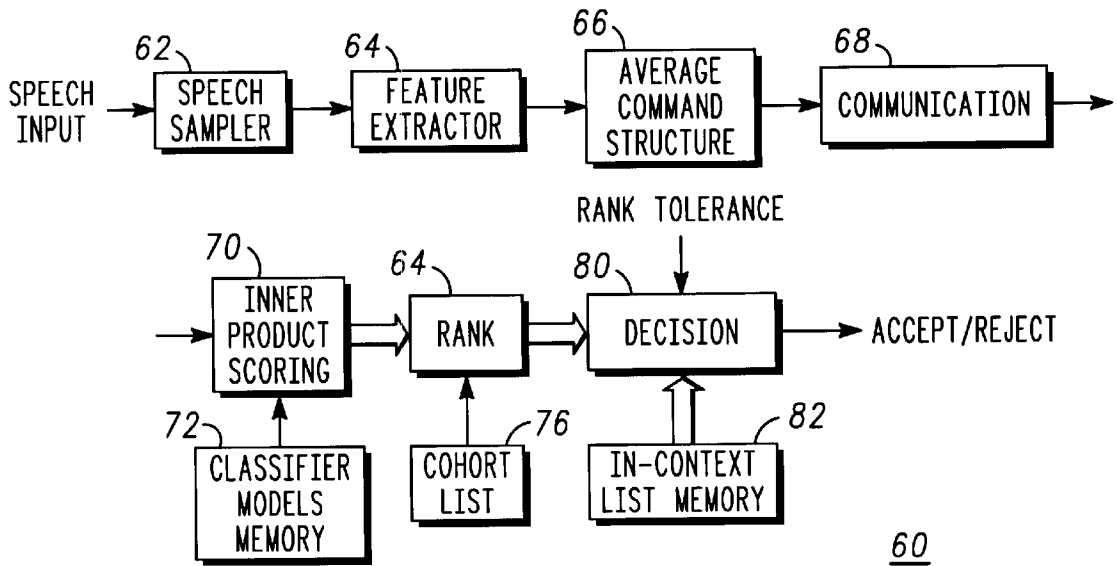 62
SPEECH
INPUT
SPEECH
SAMPLER
64
FEATURE
EXTRACTOR
66
AVERAGE
COMMAND
STRUCTURE
68
COMMUNICATION
RANK TOLERANCE
70
INNER
PRODUCT
SCORING
64
RANK
80
DECISION
ACCEPT/REJECT
72
CLASSIFIER
MODELS
MEMORY
76
COHORT
LIST
82
IN-CONTEXT
LIST MEMORY
60